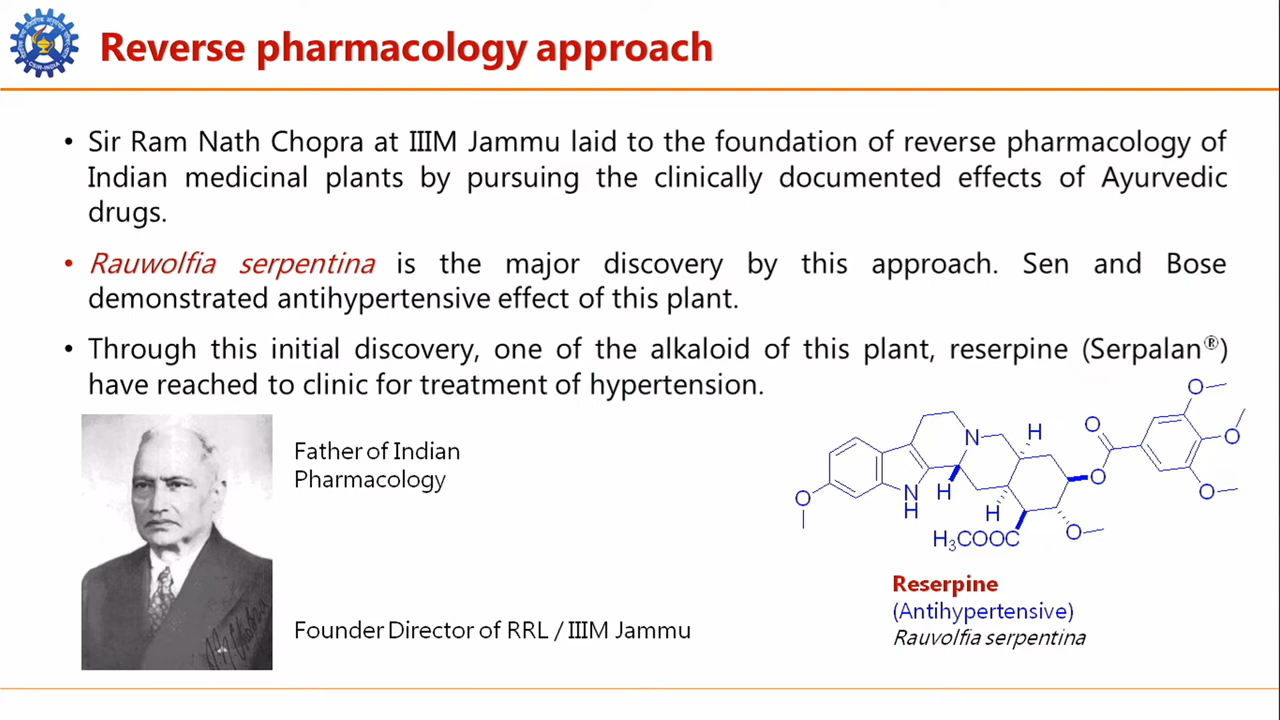 Reverse pharmacology approach
• Sir Ram Nath Chopra at IIIM Jammu laid to the foundation of reverse pharmacology of
Indian medicinal plants by pursuing the clinically documented effects of Ayurvedic
drugs.
• Rauwolfia serpentina is the major discovery by this approach. Sen and Bose
demonstrated antihypertensive effect of this plant.
• Through this initial discovery, one of the alkaloid of this plant, reserpine (Serpalan®)
have reached to clinic for treatment of hypertension.
Father of Indian
Pharmacology
Founder Director of RRL / IIIM Jammu
O
O
N
H
O
O
O
NH
H
H
H
O
O
H₃COOC
O
Reserpine
(Antihypertensive)
Rauvolfia serpentina